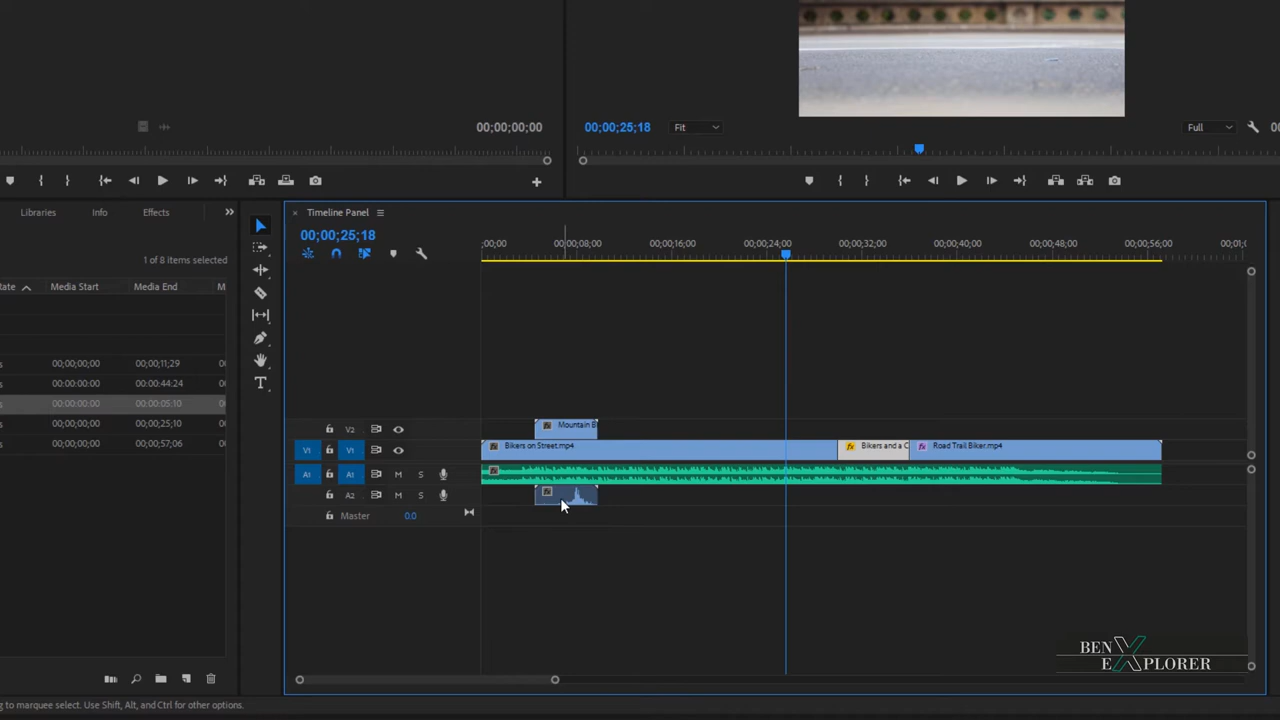 00;00;00;00
00;00;25;18
Fit
Full
Libraries
Info
Effects
Timeline Panel
1 of 8 Items selected
00;00;25;18
;00;00
00;00;08;00
00;00;16;00
00;00;24;00
00;00;32;00
00;00;40;00
00;00;48;00
00;00;56;00
Media Start
Media End
00;00;00;00
00;00;11;29
00:00:00:00
00:00:44:24
00:00:00:00
00:00:05:10
00;00;00;00
00;00;25;10
00;00;00;00
00;00;57;06
V2
Mountain B
V1
V1
Bikers on Street.mp4
Bikers and a C
Road Trail Biker.mp4
A1
A1
M
S
A2
M
S
Master
0.0
BEN
EXPLORER
to marquee select. Use Shift, Alt, and Ctrl for other options.